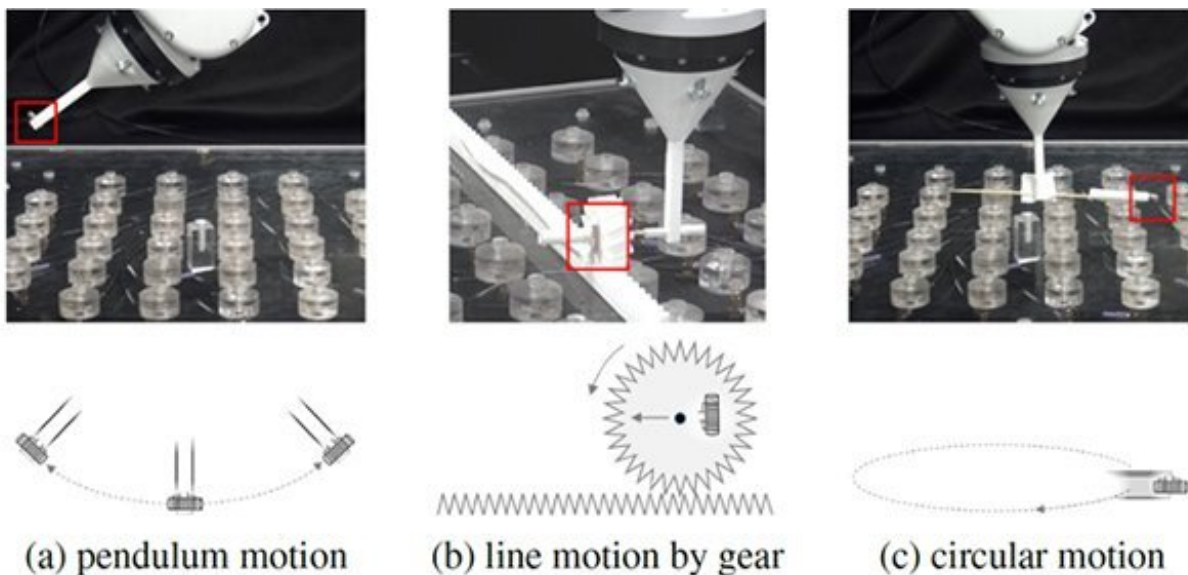 (a) pendulum motion
(b) line motion by gear
(c) circular motion